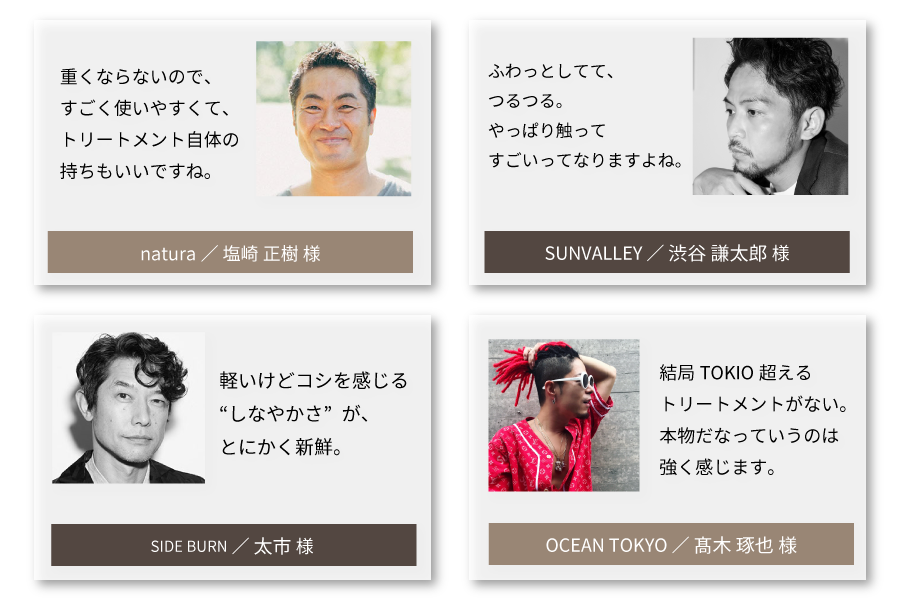 重くならないので、
すごく使いやすくて、
トリートメント自体の
持ちもいいですね。
natura ／ 塩崎 正樹 様
ふわっとしてて、
つるつる。
やっぱり触って
すごいってなりますよね。
SUNVALLEY ／ 渋谷 謙太郎 様
軽いけどコシを感じる
“しなやかさ” が、
とにかく新鮮。
SIDE BURN ／ 太市 様
結局 TOKIO 超える
トリートメントがない。
本物だなっていうのは
強く感じます。
OCEAN TOKYO ／ 髙木 琢也 様